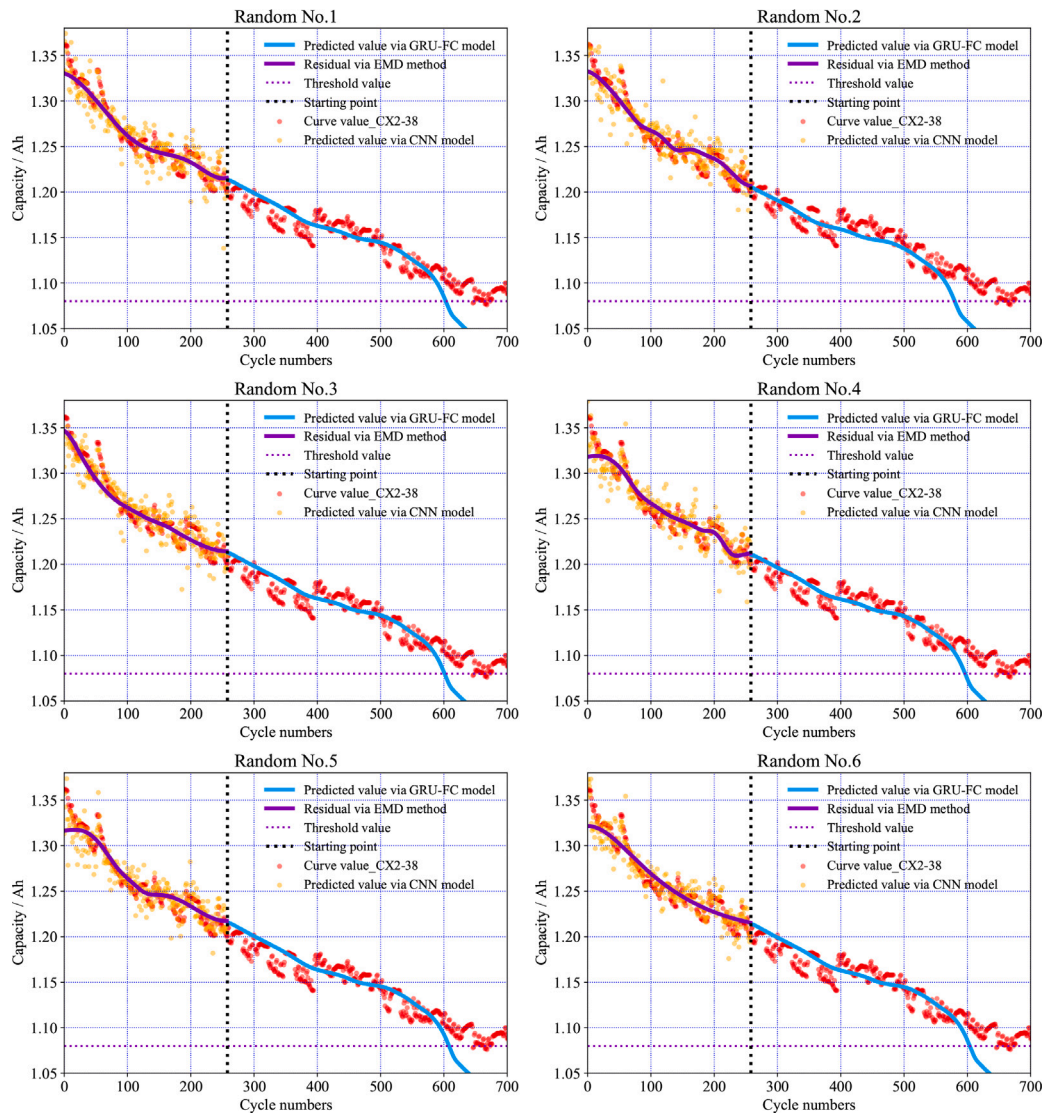 Random No.1
Capacity / Ah
1.35
1.30
1.25
1.20
1.15
1.10
1.05
Predicted value via GRU-FC model
Residual via EMD method
Threshold value
Starting point
Curve value_CX2-38
Predicted value via CNN model
0 100 200 300 400 500 600 700
Cycle numbers
Random No.2
Capacity / Ah
1.35
1.30
1.25
1.20
1.15
1.10
1.05
Predicted value via GRU-FC model
Residual via EMD method
Threshold value
Starting point
Curve value_CX2-38
Predicted value via CNN model
0 100 200 300 400 500 600 700
Cycle numbers
Random No.3
Capacity / Ah
1.35
1.30
1.25
1.20
1.15
1.10
1.05
Predicted value via GRU-FC model
Residual via EMD method
Threshold value
Starting point
Curve value_CX2-38
Predicted value via CNN model
0 100 200 300 400 500 600 700
Cycle numbers
Random No.4
Capacity / Ah
1.35
1.30
1.25
1.20
1.15
1.10
1.05
Predicted value via GRU-FC model
Residual via EMD method
Threshold value
Starting point
Curve value_CX2-38
Predicted value via CNN model
0 100 200 300 400 500 600 700
Cycle numbers
Random No.5
Capacity / Ah
1.35
1.30
1.25
1.20
1.15
1.10
1.05
Predicted value via GRU-FC model
Residual via EMD method
Threshold value
Starting point
Curve value_CX2-38
Predicted value via CNN model
0 100 200 300 400 500 600 700
Cycle numbers
Random No.6
Capacity / Ah
1.35
1.30
1.25
1.20
1.15
1.10
1.05
Predicted value via GRU-FC model
Residual via EMD method
Threshold value
Starting point
Curve value_CX2-38
Predicted value via CNN model
0 100 200 300 400 500 600 700
Cycle numbers